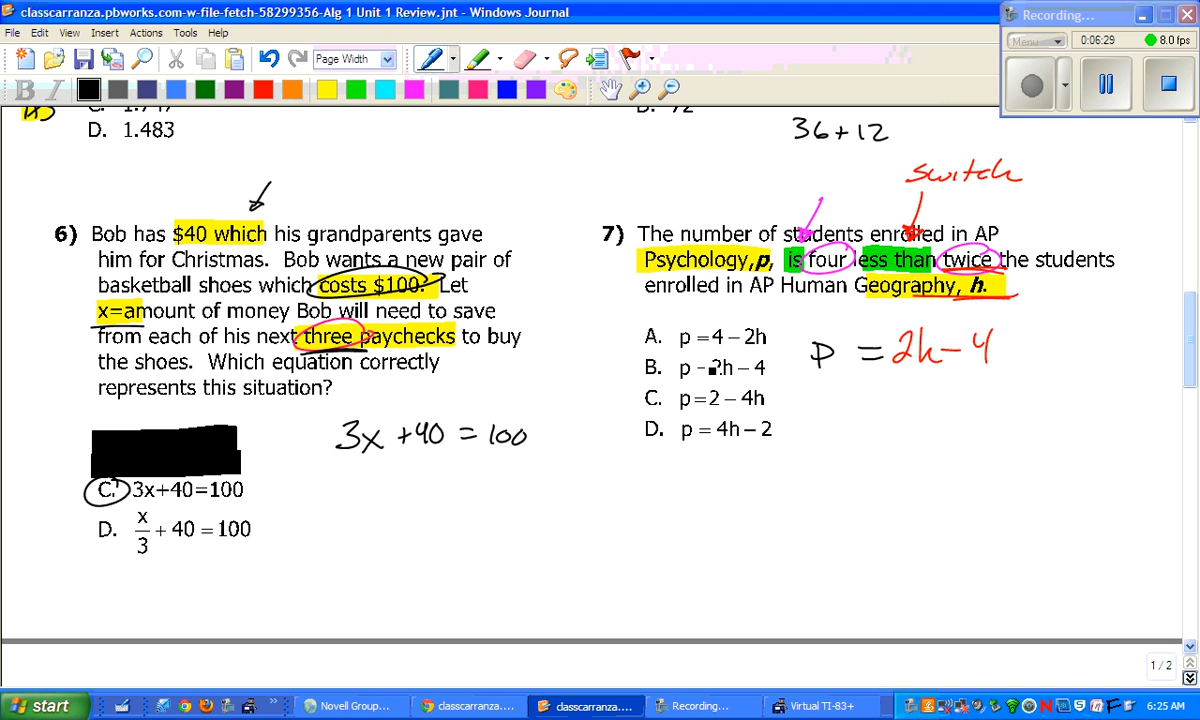 classcarranza.pbworks.com-w-file-fetch-58299356-Alg 1 Unit 1 Review.jnt - Windows Journal
File Edit View Insert Actions Tools Help
Page Width
Recording...
Menu 0:06:29 8.0 fps
B I
D. 1.483
36+12
switch
6) Bob has $40 which his grandparents gave
him for Christmas. Bob wants a new pair of
basketball shoes which costs $100. Let
x=amount of money Bob will need to save
from each of his next three paychecks to buy
the shoes. Which equation correctly
represents this situation?
3x +40 = 100
C. 3x+40=100
D. x/3 + 40 = 100
7) The number of students enrolled in AP
Psychology, p, is four less than twice the students
enrolled in AP Human Geography, h.
A. p = 4 – 2h
B. p - 2h – 4
C. p = 2 – 4h
D. p = 4h – 2
p = 2h - 4
1 / 2
start
Novell Group...
classcarranza....
classcarranza....
Recording...
Virtual TI-83+
6:25 AM